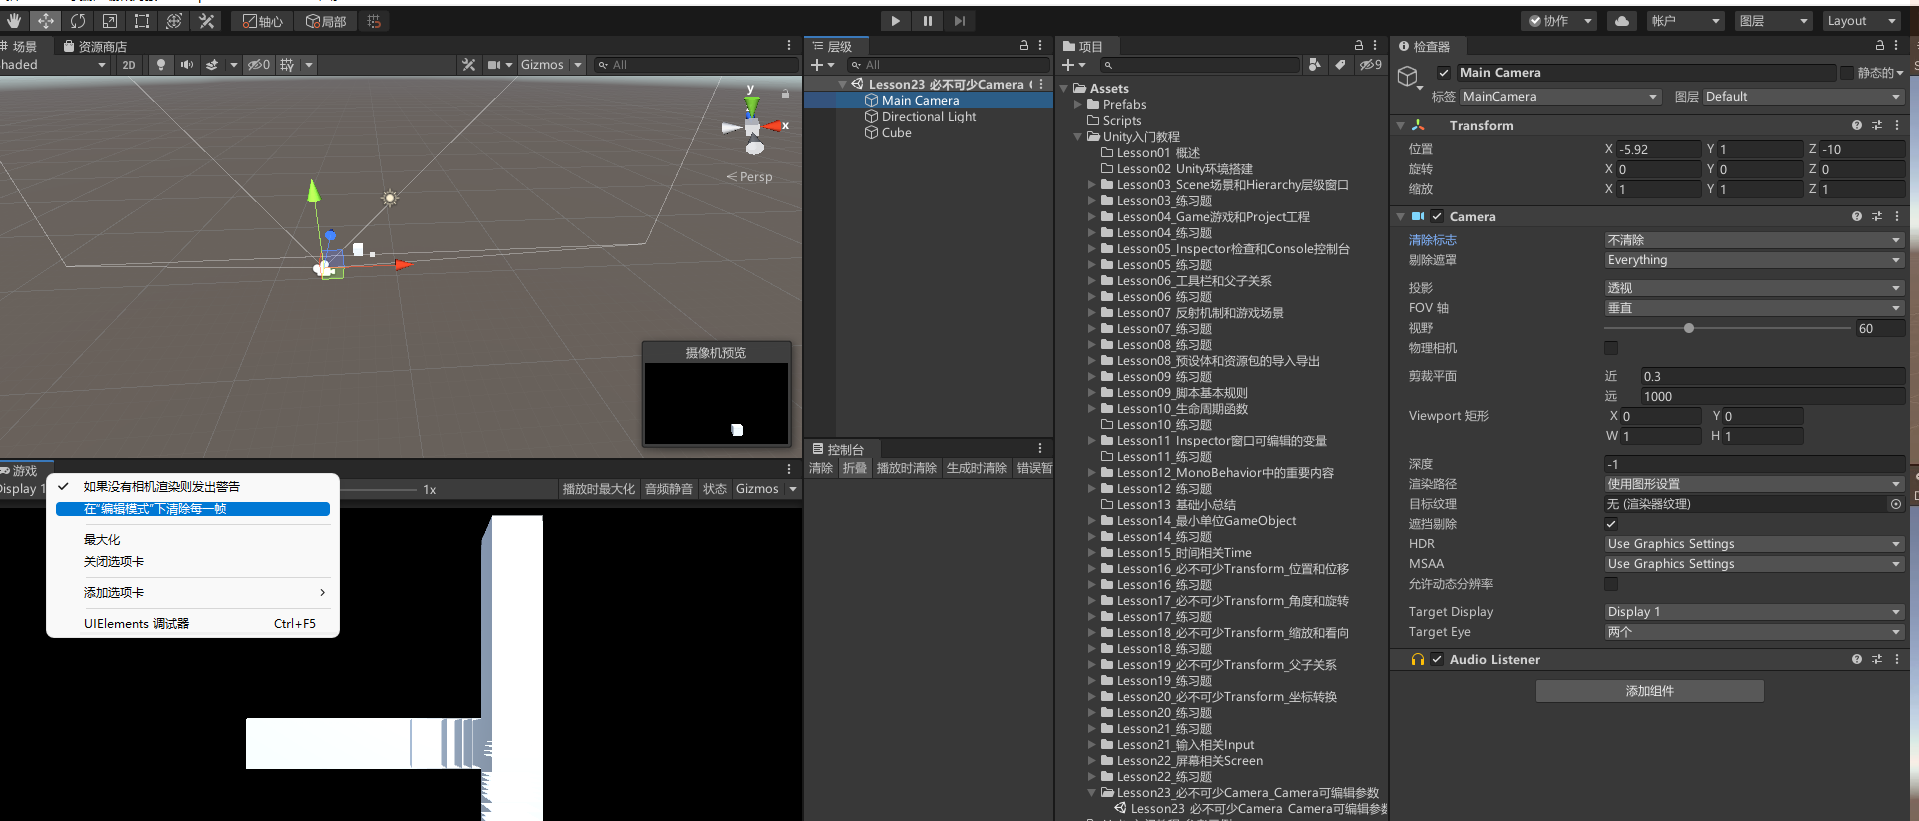 轴心 局部 协作 帐户 图层 Layout
场景 资源商店
haded 2D 0 Gizmos All
y
x
Persp
摄像机预览
游戏
Display 1 1x 播放时最大化 音频静音 状态 Gizmos
如果没有相机渲染则发出警告
在“编辑模式”下清除每一帧
最大化
关闭选项卡
添加选项卡
UIElements 调试器 Ctrl+F5
层级
All
Lesson23_必不可少Camera_(
Main Camera
Directional Light
Cube
控制台
清除 折叠 播放时清除 生成时清除 错误暂
项目
9
Assets
Prefabs
Scripts
Unity入门教程
Lesson01_概述
Lesson02_Unity环境搭建
Lesson03_Scene场景和Hierarchy层级窗口
Lesson03_练习题
Lesson04_Game游戏和Project工程
Lesson04_练习题
Lesson05_Inspector检查和Console控制台
Lesson05_练习题
Lesson06_工具栏和父子关系
Lesson06_练习题
Lesson07_反射机制和游戏场景
Lesson07_练习题
Lesson08_练习题
Lesson08_预设体和资源包的导入导出
Lesson09_练习题
Lesson09_脚本基本规则
Lesson10_生命周期函数
Lesson10_练习题
Lesson11_Inspector窗口可编辑的变量
Lesson11_练习题
Lesson12_MonoBehavior中的重要内容
Lesson12_练习题
Lesson13_基础小总结
Lesson14_最小单位GameObject
Lesson14_练习题
Lesson15_时间相关Time
Lesson16_必不可少Transform_位置和位移
Lesson16_练习题
Lesson17_必不可少Transform_角度和旋转
Lesson17_练习题
Lesson18_必不可少Transform_缩放和看向
Lesson18_练习题
Lesson19_必不可少Transform_父子关系
Lesson19_练习题
Lesson20_必不可少Transform_坐标转换
Lesson20_练习题
Lesson21_练习题
Lesson21_输入相关Input
Lesson22_屏幕相关Screen
Lesson22_练习题
Lesson23_必不可少Camera_Camera可编辑参数
Lesson23_必不可少Camera_Camera可编辑参数
检查器
Main Camera 静态的
标签 MainCamera 图层 Default
Transform
位置 X -5.92 Y 1 Z -10
旋转 X 0 Y 0 Z 0
缩放 X 1 Y 1 Z 1
Camera
清除标志 不清除
剔除遮罩 Everything
投影 透视
FOV 轴 垂直
视野 60
物理相机
剪裁平面 近 0.3
远 1000
Viewport 矩形 X 0 Y 0
W 1 H 1
深度 -1
渲染路径 使用图形设置
目标纹理 无 (渲染器纹理)
遮挡剔除
HDR Use Graphics Settings
MSAA Use Graphics Settings
允许动态分辨率
Target Display Display 1
Target Eye 两个
Audio Listener
添加组件